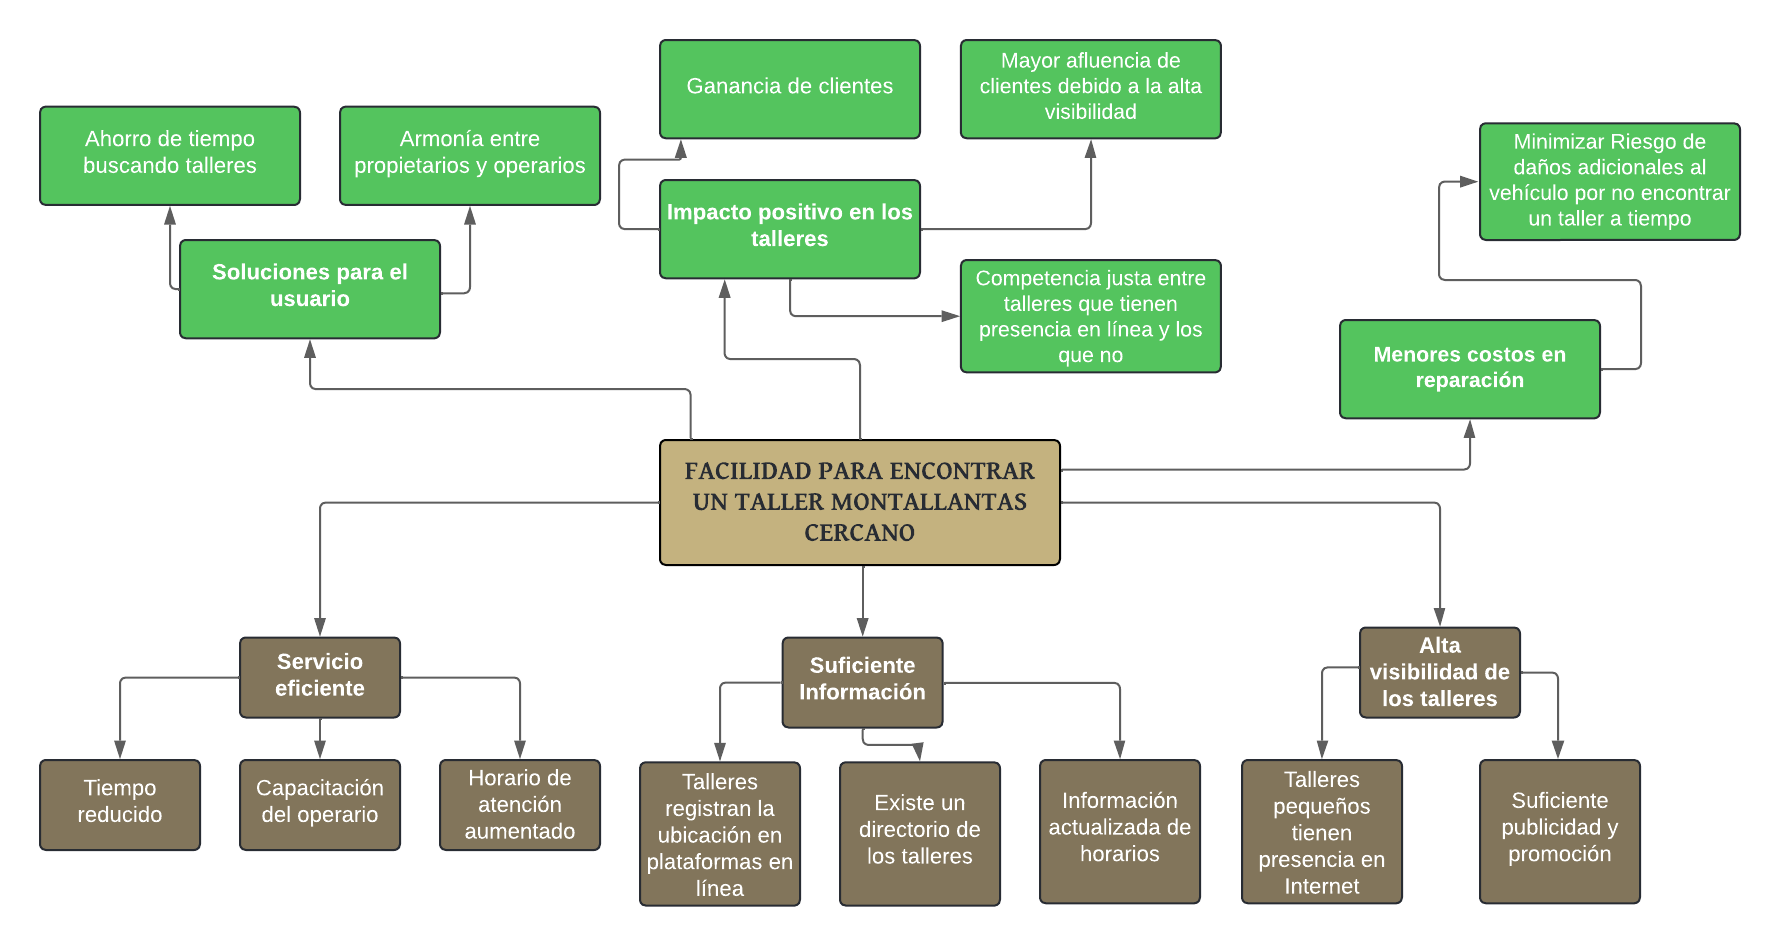 Ganancia de clientes
Mayor afluencia de
clientes debido a la alta
visibilidad
Ahorro de tiempo
buscando talleres
Armonía entre
propietarios y operarios
Minimizar Riesgo de
daños adicionales al
vehículo por no encontrar
un taller a tiempo
Impacto positivo en los
talleres
Soluciones para el
usuario
Competencia justa entre
talleres que tienen
presencia en línea y los
que no
Menores costos en
reparación
FACILIDAD PARA ENCONTRAR
UN TALLER MONTALLANTAS
CERCANO
Servicio
eficiente
Suficiente
Información
Alta
visibilidad de
los talleres
Tiempo
reducido
Capacitación
del operario
Horario de
atención
aumentado
Talleres
registran la
ubicación en
plataformas en
línea
Existe un
directorio de
los talleres
Información
actualizada de
horarios
Talleres
pequeños
tienen
presencia en
Internet
Suficiente
publicidad y
promoción